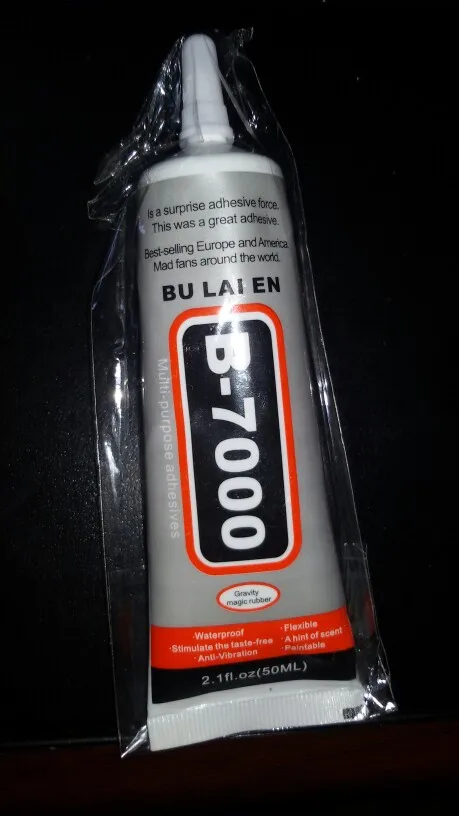 Is a surprise adhesive force.
This was a great adhesive.
Best-selling Europe and America.
Mad fans around the world.
BU LAI EN
B-7000
Multi-purpose adhesives
Gravity
magic rubber
·Waterproof
·Stimulate the taste-free
·Anti-Vibration
·Flexible
·A hint of scent
·Paintable
2.1fl.oz(50ML)